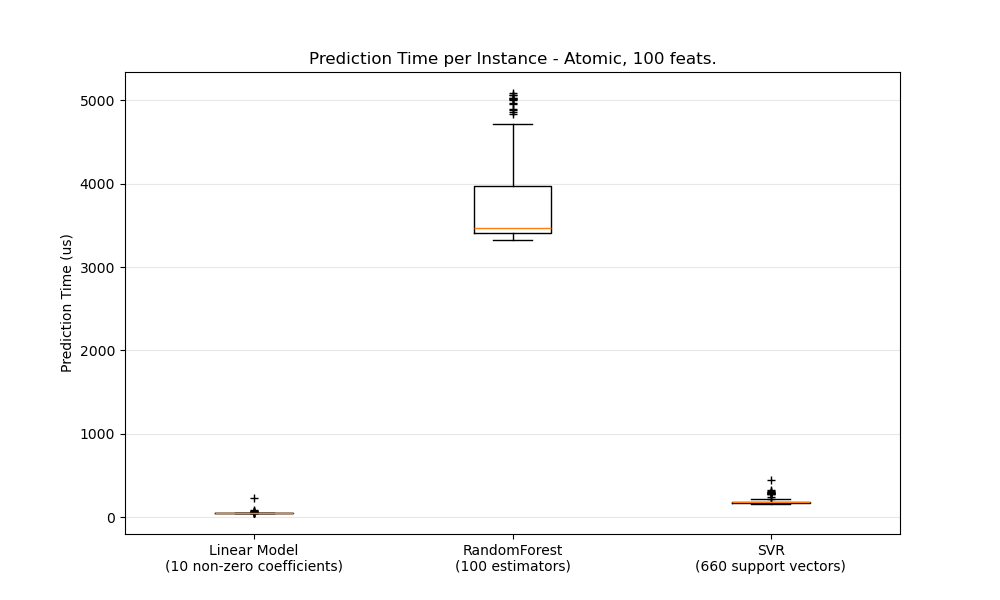 Prediction Time per Instance - Atomic, 100 feats.
Prediction Time (us)
5000
4000
3000
2000
1000
0
Linear Model
(10 non-zero coefficients)
RandomForest
(100 estimators)
SVR
(660 support vectors)